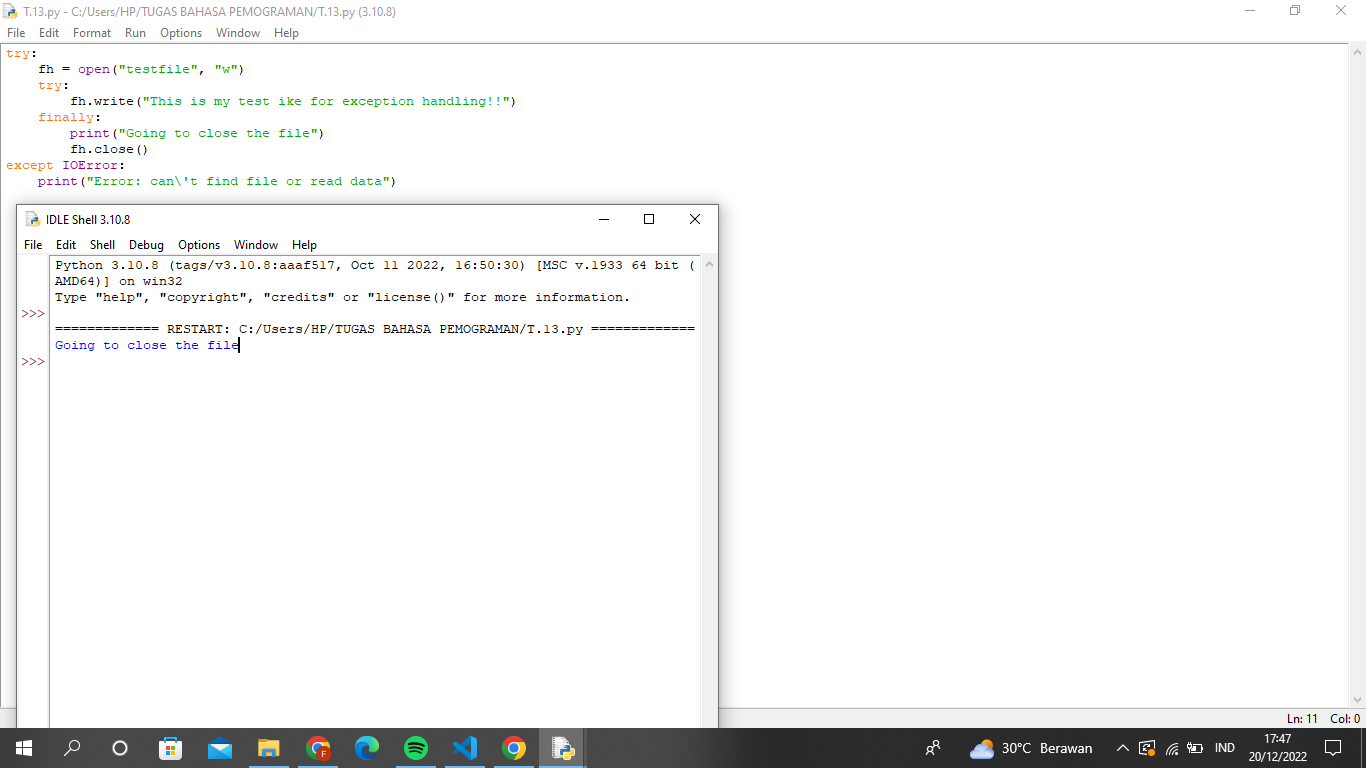 T.13.py - C:/Users/HP/TUGAS BAHASA PEMOGRAMAN/T.13.py (3.10.8)
File Edit Format Run Options Window Help
try:
    fh = open("testfile", "w")
    try:
        fh.write("This is my test ike for exception handling!!")
    finally:
        print("Going to close the file")
        fh.close()
except IOError:
    print("Error: can\'t find file or read data")
IDLE Shell 3.10.8
File Edit Shell Debug Options Window Help
Python 3.10.8 (tags/v3.10.8:aaaf517, Oct 11 2022, 16:50:30) [MSC v.1933 64 bit (
AMD64)] on win32
Type "help", "copyright", "credits" or "license()" for more information.
>>>
============= RESTART: C:/Users/HP/TUGAS BAHASA PEMOGRAMAN/T.13.py =============
Going to close the file
>>>
Ln: 11 Col: 0
F
30°C Berawan
IND
17:47
20/12/2022